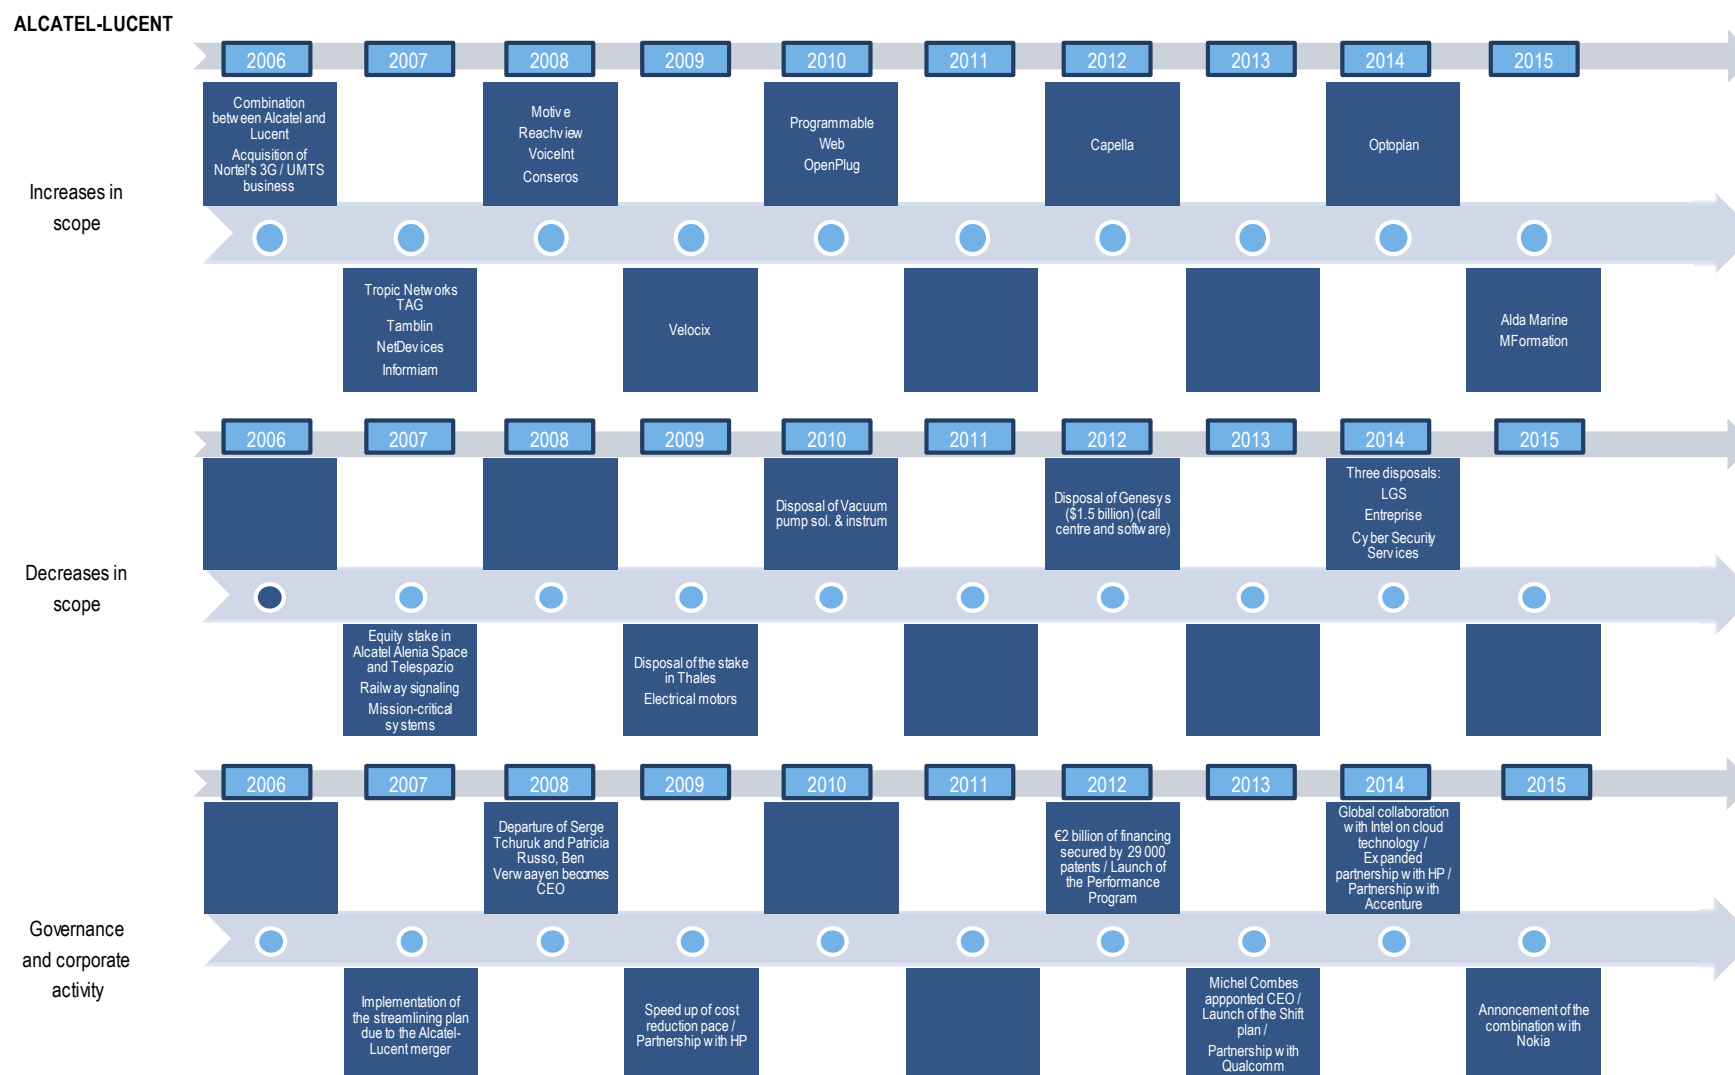 ALCATEL-LUCENT
2006 2007 2008 2009 2010 2011 2012 2013 2014 2015
Increases in
scope
Combination
between Alcatel and
Lucent
Acquisition of
Nortel's 3G / UMTS
business
Motive
Reachview
VoiceInt
Conseros
Programmable
Web
OpenPlug
Capella
Optoplan
Tropic Networks
TAG
Tamblin
NetDevices
Informiam
Velocix
Alda Marine
MFormation
2006 2007 2008 2009 2010 2011 2012 2013 2014 2015
Decreases in
scope
Disposal of Vacuum
pump sol. & instrum
Disposal of Genesys
($1.5 billion) (call
centre and software)
Three disposals:
LGS
Entreprise
Cyber Security
Services
Equity stake in
Alcatel Alenia Space
and Telespazio
Railway signaling
Mission-critical
systems
Disposal of the stake
in Thales
Electrical motors
2006 2007 2008 2009 2010 2011 2012 2013 2014 2015
Governance
and corporate
activity
Departure of Serge
Tchuruk and Patricia
Russo, Ben
Verwaayen becomes
CEO
€2 billion of financing
secured by 29 000
patents / Launch of
the Performance
Program
Global collaboration
with Intel on cloud
technology /
Expanded
partnership with HP /
Partnership with
Accenture
Implementation of
the streamlining plan
due to the Alcatel-
Lucent merger
Speed up of cost
reduction pace /
Partnership with HP
Michel Combes
appponted CEO /
Launch of the Shift
plan /
Partnership with
Qualcomm
Annoncement of the
combination with
Nokia